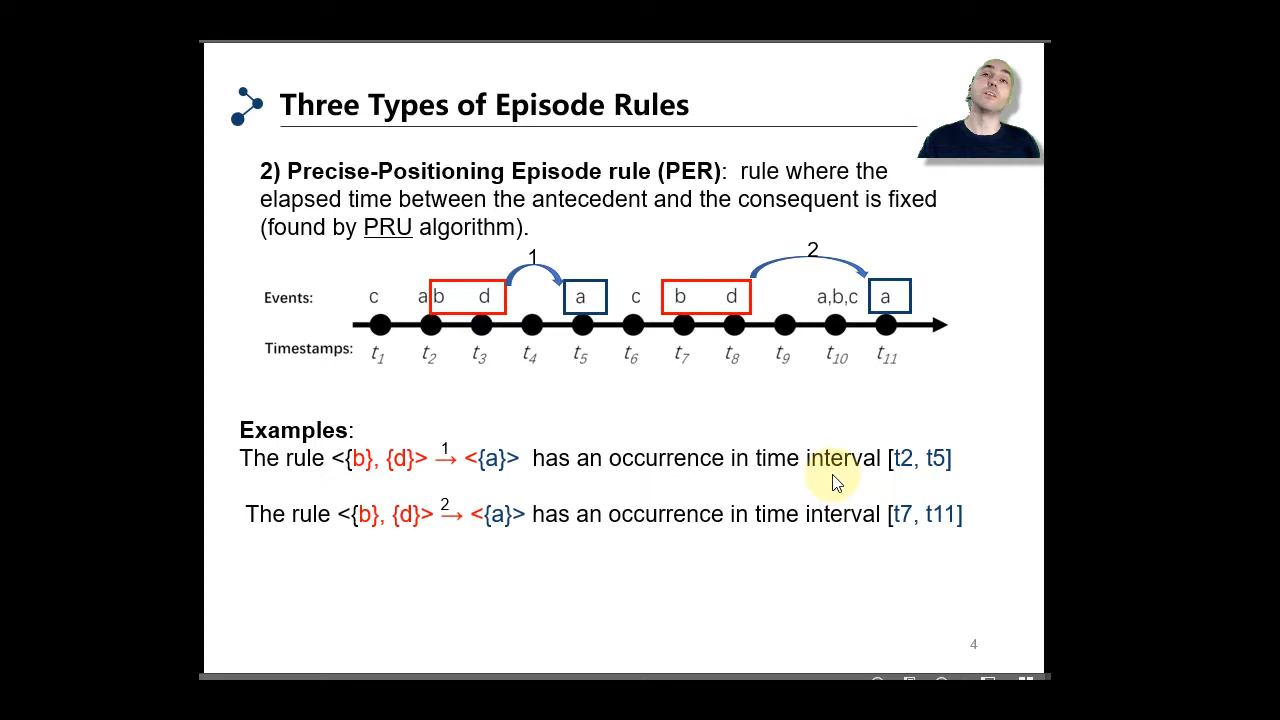 Three Types of Episode Rules
2) Precise-Positioning Episode rule (PER):  rule where the
elapsed time between the antecedent and the consequent is fixed
(found by PRU algorithm).
1 2
Events: c a b d a c b d a,b,c a
Timestamps: t1 t2 t3 t4 t5 t6 t7 t8 t9 t10 t11
Examples:
The rule <{b}, {d}> 1→ <{a}> has an occurrence in time interval [t2, t5]
The rule <{b}, {d}> 2→ <{a}> has an occurrence in time interval [t7, t11]
4